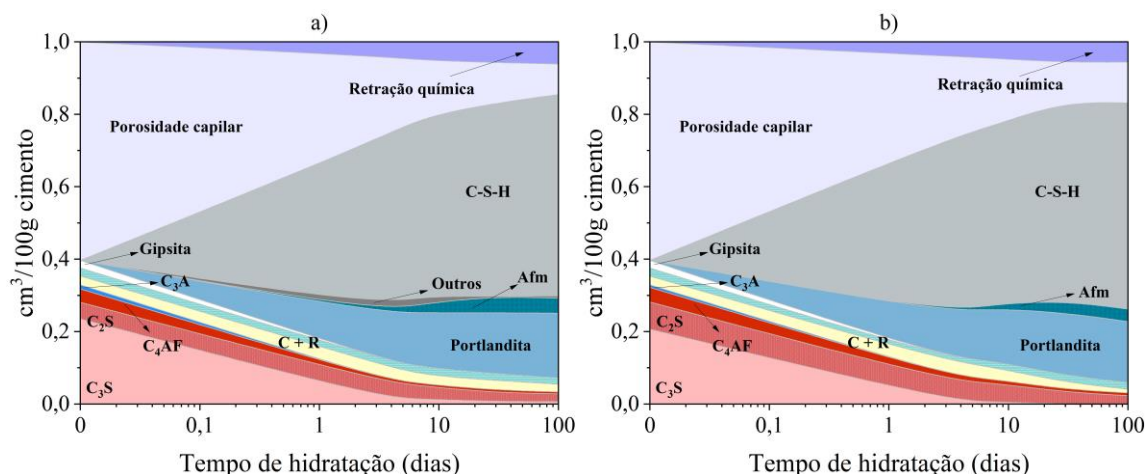 a)
1,0
0,8
0,6
0,4
0,2
0,0
cm³/100g cimento
Retração química
Porosidade capilar
C-S-H
Gipsita
C₃A
Outros
Afm
C₂S
C₄AF
C + R
Portlandita
C₃S
0
0,1
1
10
100
Tempo de hidratação (dias)
b)
1,0
0,8
0,6
0,4
0,2
0,0
cm³/100g cimento
Retração química
Porosidade capilar
C-S-H
Gipsita
C₃A
Afm
C₂S
C₄AF
C + R
Portlandita
C₃S
0
0,1
1
10
100
Tempo de hidratação (dias)